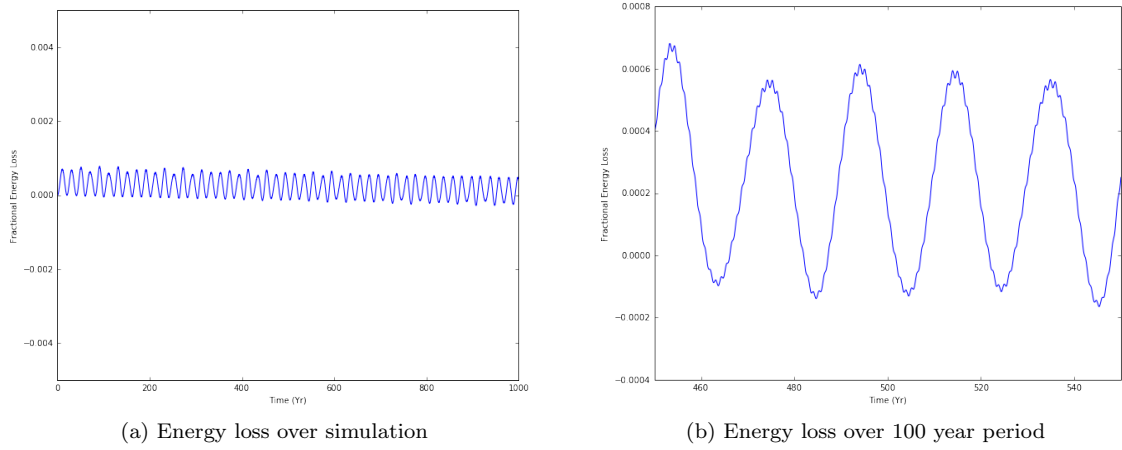 0.004
0.002
0.000
−0.002
−0.004
Fractional Energy Loss
0 200 400 600 800 1000
Time (Yr)
(a) Energy loss over simulation
0.0008
0.0006
0.0004
0.0002
0.0000
−0.0002
−0.0004
Fractional Energy Loss
460 480 500 520 540
Time (Yr)
(b) Energy loss over 100 year period